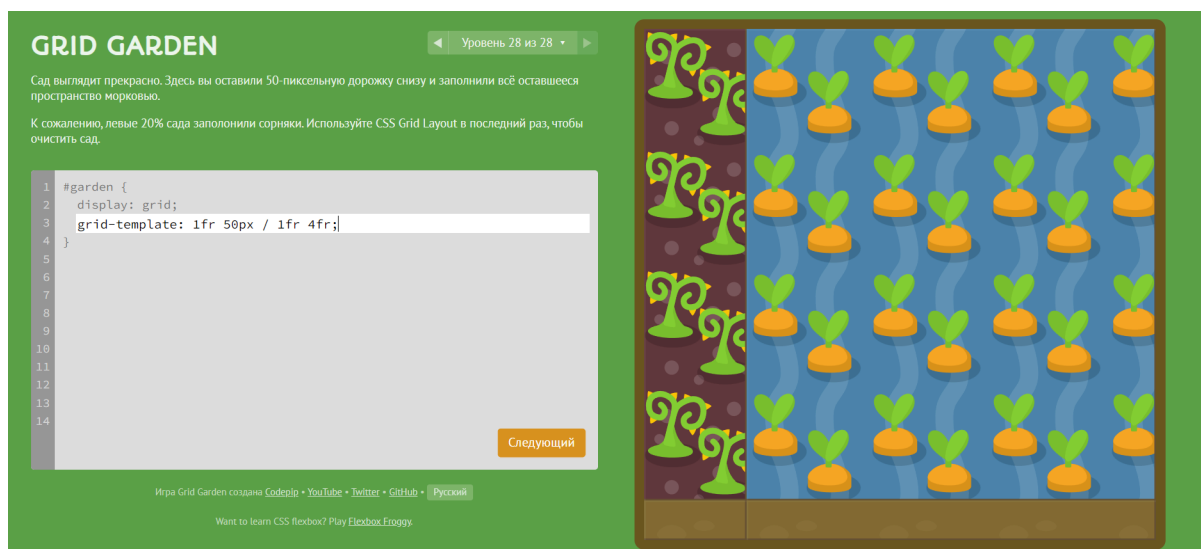 GRID GARDEN
◀ Уровень 28 из 28 ▾ ▶
Сад выглядит прекрасно. Здесь вы оставили 50-пиксельную дорожку снизу и заполнили всё оставшееся
пространство морковью.
К сожалению, левые 20% сада заполонили сорняки. Используйте CSS Grid Layout в последний раз, чтобы
очистить сад.
1 #garden {
2 display: grid;
3 grid-template: 1fr 50px / 1fr 4fr;
4 }
5
6
7
8
9
10
11
12
13
14
Следующий
Игра Grid Garden создана Codepip • YouTube • Twitter • GitHub • Русский
Want to learn CSS flexbox? Play Flexbox Froggy.